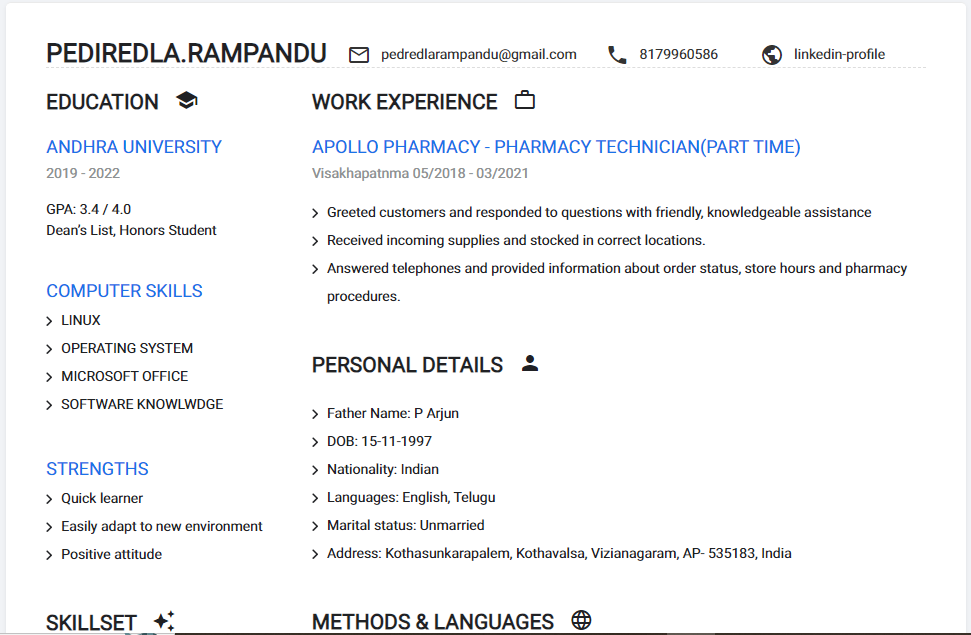 PEDIREDLA.RAMPANDU pedredlarampandu@gmail.com 8179960586 linkedin-profile
EDUCATION
ANDHRA UNIVERSITY
2019 - 2022
GPA: 3.4 / 4.0
Dean's List, Honors Student
COMPUTER SKILLS
LINUX
OPERATING SYSTEM
MICROSOFT OFFICE
SOFTWARE KNOWLWDGE
STRENGTHS
Quick learner
Easily adapt to new environment
Positive attitude
SKILLSET
WORK EXPERIENCE
APOLLO PHARMACY - PHARMACY TECHNICIAN(PART TIME)
Visakhapatnma 05/2018 - 03/2021
Greeted customers and responded to questions with friendly, knowledgeable assistance
Received incoming supplies and stocked in correct locations.
Answered telephones and provided information about order status, store hours and pharmacy
procedures.
PERSONAL DETAILS
Father Name: P Arjun
DOB: 15-11-1997
Nationality: Indian
Languages: English, Telugu
Marital status: Unmarried
Address: Kothasunkarapalem, Kothavalsa, Vizianagaram, AP- 535183, India
METHODS & LANGUAGES